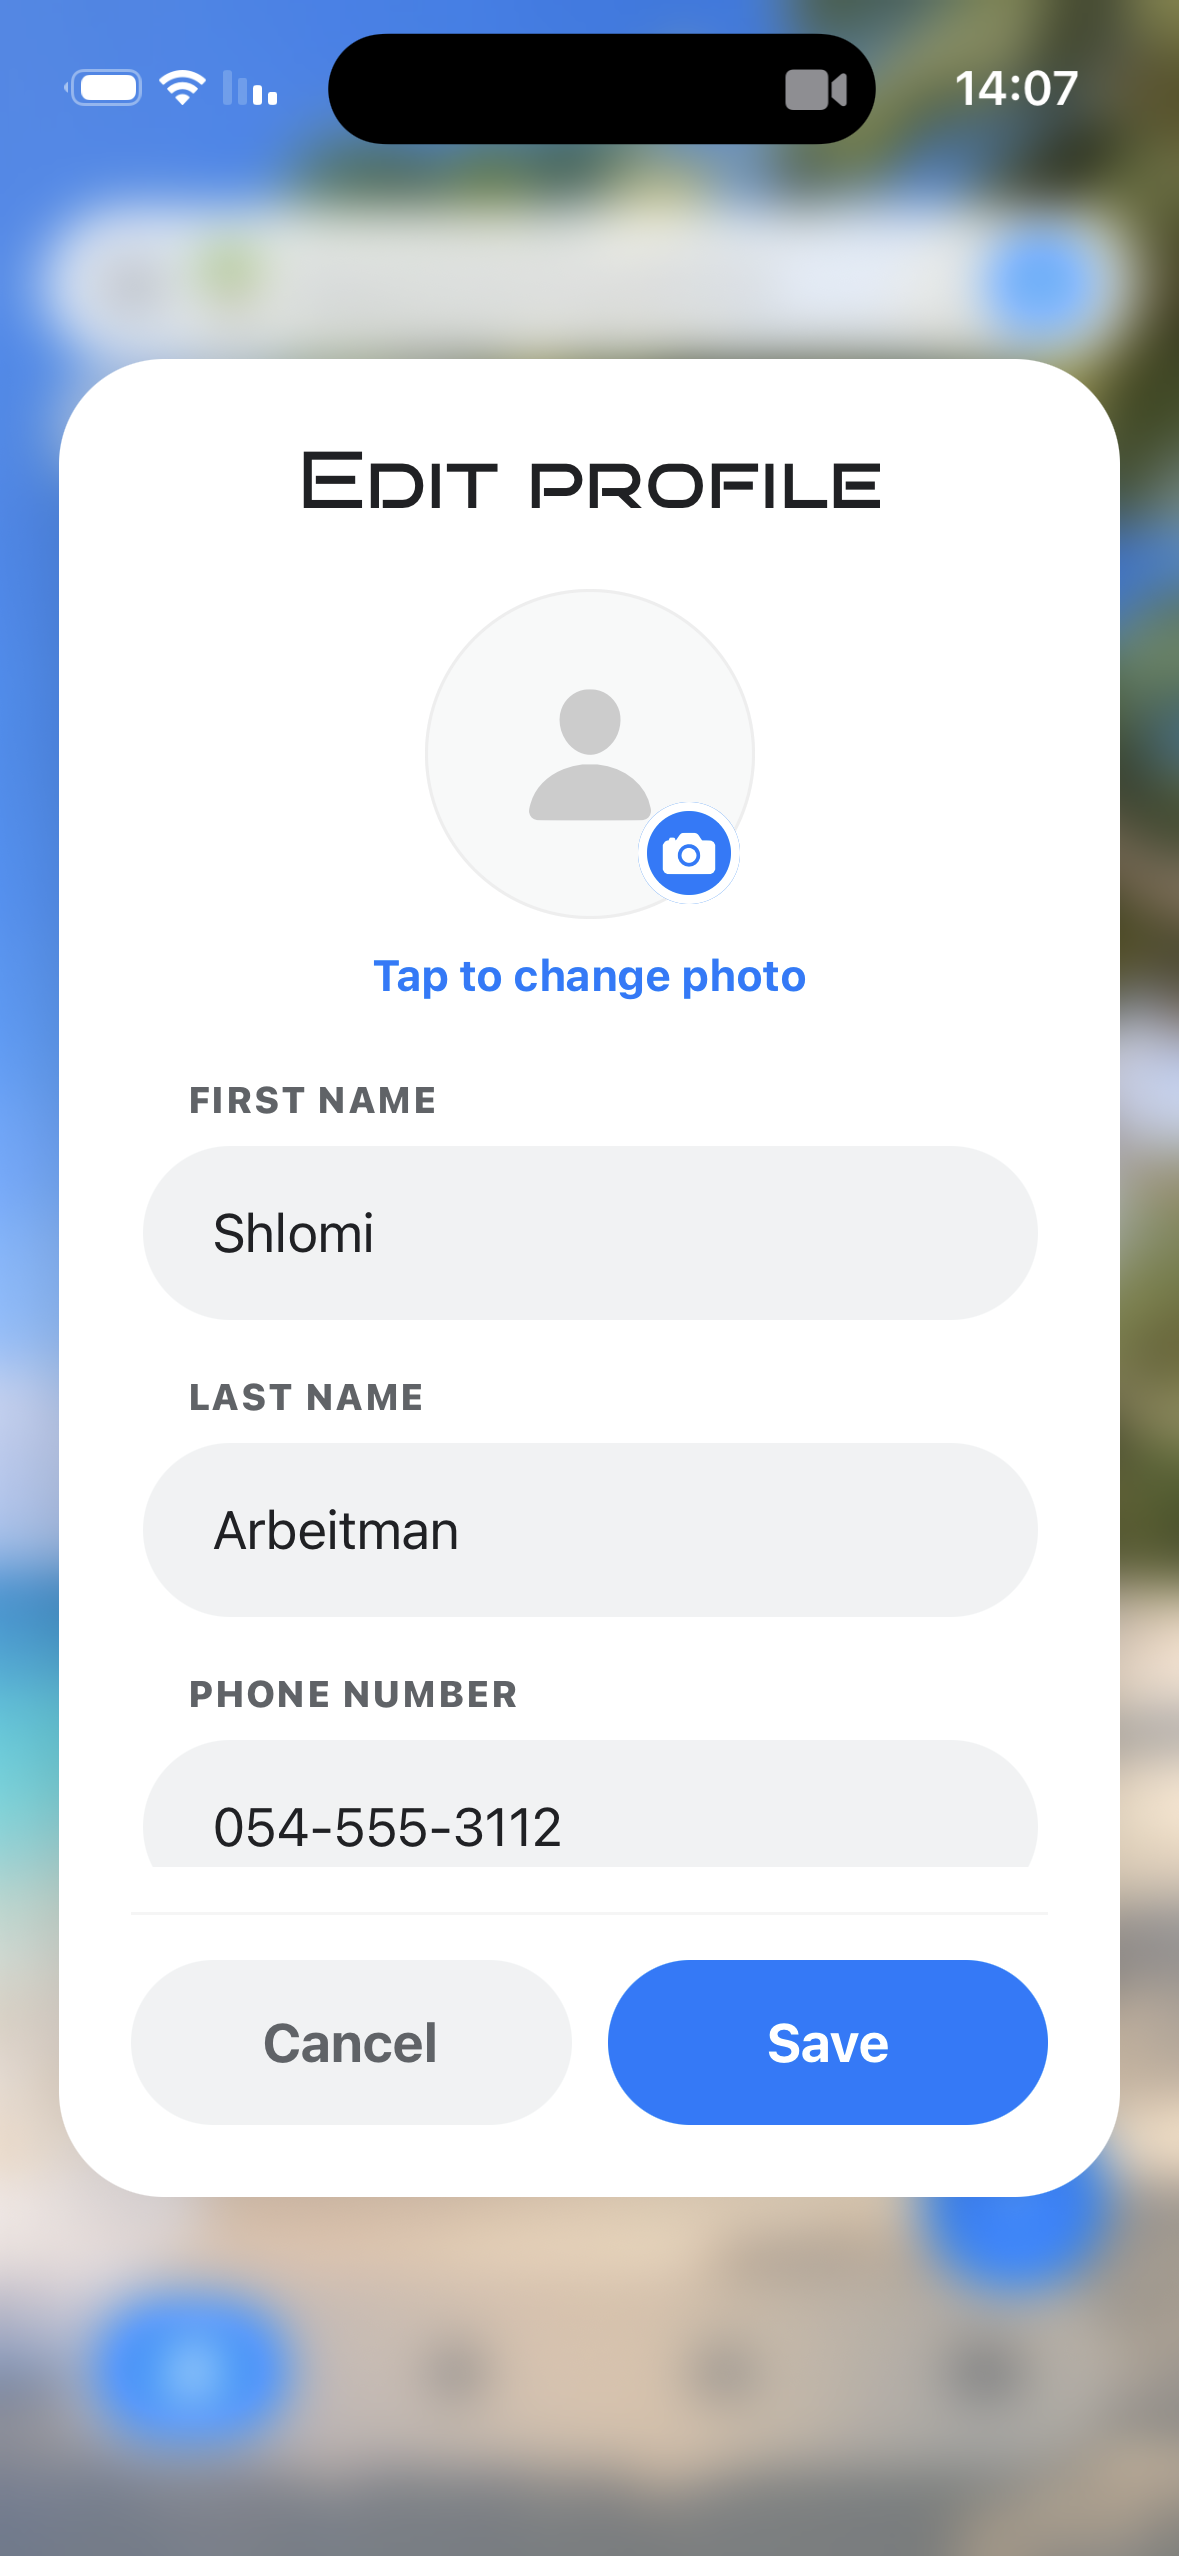 14:07
Edit profile
Tap to change photo
FIRST NAME
Shlomi
LAST NAME
Arbeitman
PHONE NUMBER
054-555-3112
Cancel
Save